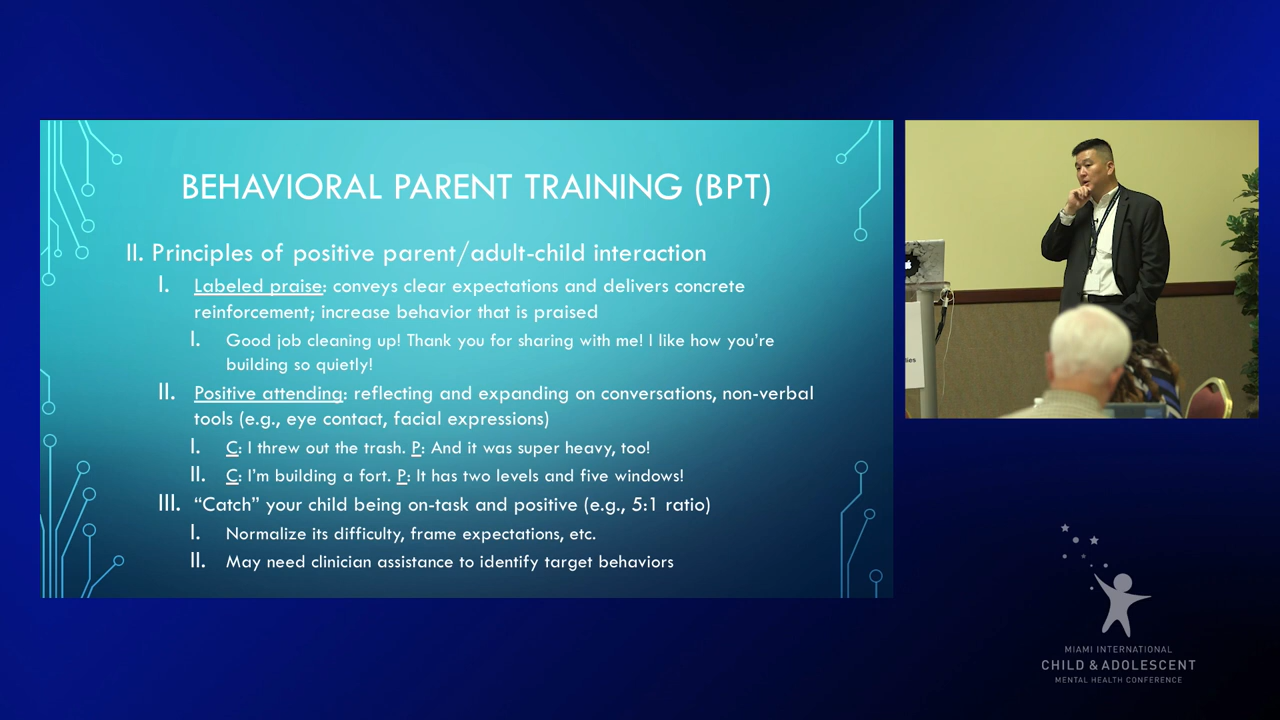 BEHAVIORAL PARENT TRAINING (BPT)
II. Principles of positive parent/adult-child interaction
I. Labeled praise: conveys clear expectations and delivers concrete
reinforcement; increase behavior that is praised
I. Good job cleaning up! Thank you for sharing with me! I like how you're
building so quietly!
II. Positive attending: reflecting and expanding on conversations, non-verbal
tools (e.g., eye contact, facial expressions)
I. C: I threw out the trash. P: And it was super heavy, too!
II. C: I'm building a fort. P: It has two levels and five windows!
III. “Catch” your child being on-task and positive (e.g., 5:1 ratio)
I. Normalize its difficulty, frame expectations, etc.
II. May need clinician assistance to identify target behaviors
MIAMI INTERNATIONAL
CHILD & ADOLESCENT
MENTAL HEALTH CONFERENCE